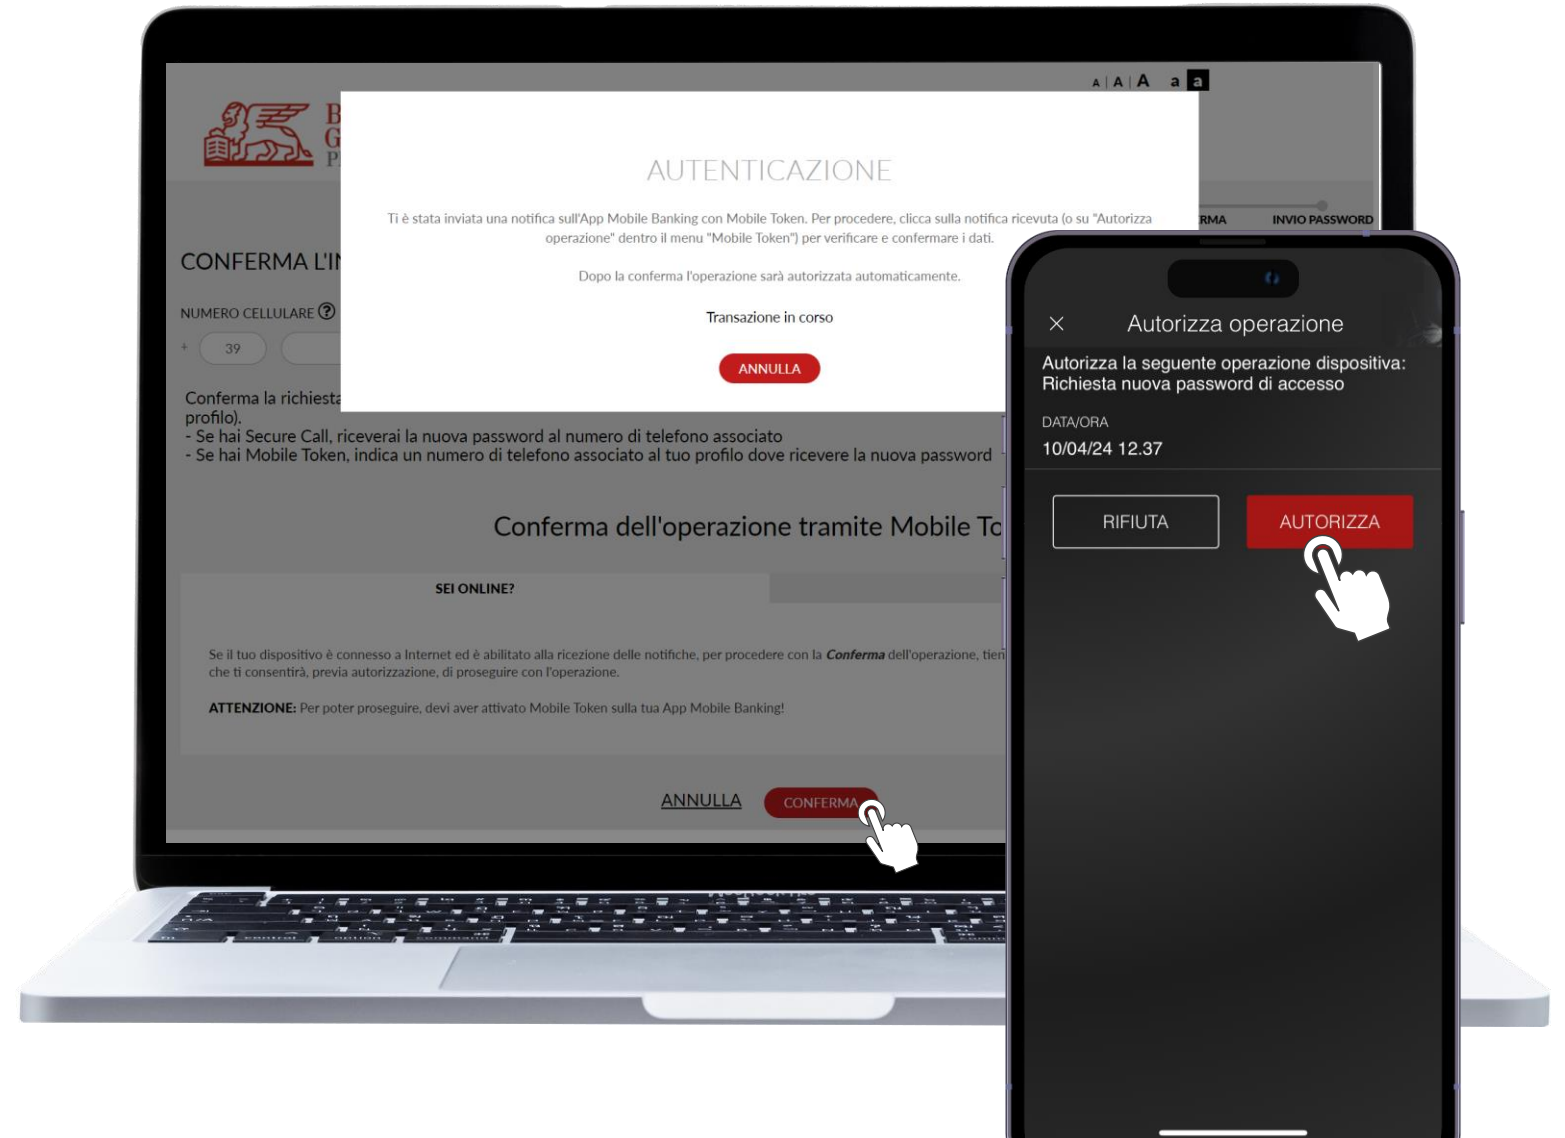 A | A | A a a
B
G
P
AUTENTICAZIONE
Ti è stata inviata una notifica sull'App Mobile Banking con Mobile Token. Per procedere, clicca sulla notifica ricevuta (o su "Autorizza
operazione" dentro il menu "Mobile Token") per verificare e confermare i dati.
Dopo la conferma l'operazione sarà autorizzata automaticamente.
Transazione in corso
ANNULLA
RMA INVIO PASSWORD
CONFERMA L'IN
NUMERO CELLULARE ?
+ 39
Conferma la richiesta
profilo).
- Se hai Secure Call, riceverai la nuova password al numero di telefono associato
- Se hai Mobile Token, indica un numero di telefono associato al tuo profilo dove ricevere la nuova password
Conferma dell'operazione tramite Mobile To
SEI ONLINE?
Se il tuo dispositivo è connesso a Internet ed è abilitato alla ricezione delle notifiche, per procedere con la Conferma dell'operazione, tien
che ti consentirà, previa autorizzazione, di proseguire con l'operazione.
ATTENZIONE: Per poter proseguire, devi aver attivato Mobile Token sulla tua App Mobile Banking!
ANNULLA CONFERMA
control option command
Autorizza operazione
Autorizza la seguente operazione dispositiva:
Richiesta nuova password di accesso
DATA/ORA
10/04/24 12.37
RIFIUTA AUTORIZZA